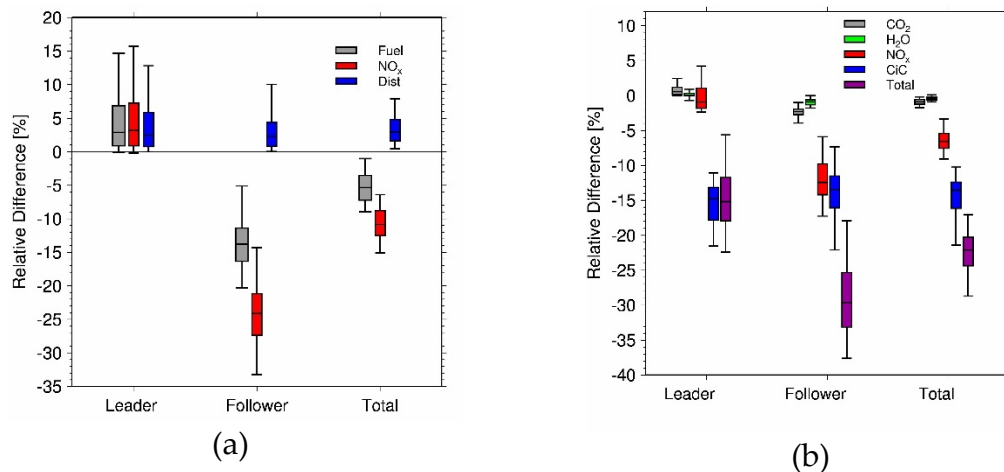 20
15
10
5
0
-5
-10
-15
-20
-25
-30
-35
Relative Difference [%]
Fuel
NOₓ
Dist
Leader Follower Total
(a)
10
5
0
-5
-10
-15
-20
-25
-30
-35
-40
Relative Difference [%]
CO₂
H₂O
NOₓ
CiC
Total
Leader Follower Total
(b)